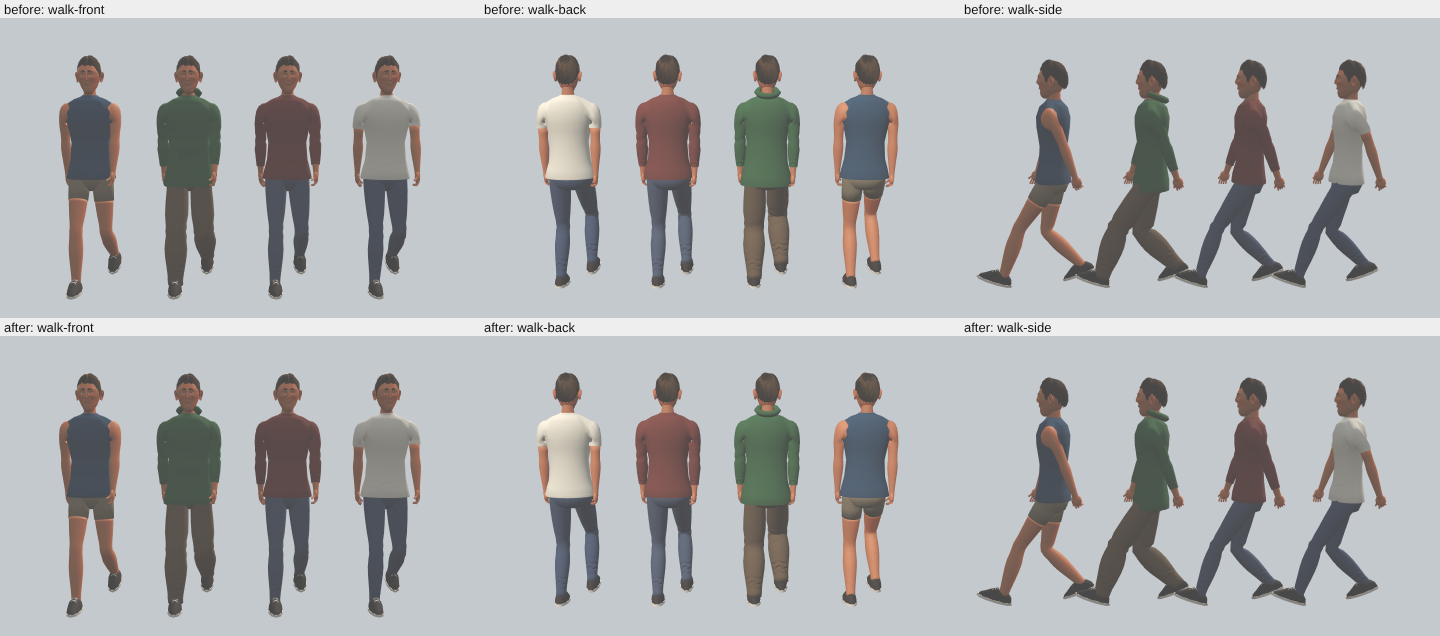 before: walk-front
before: walk-back
before: walk-side
after: walk-front
after: walk-back
after: walk-side